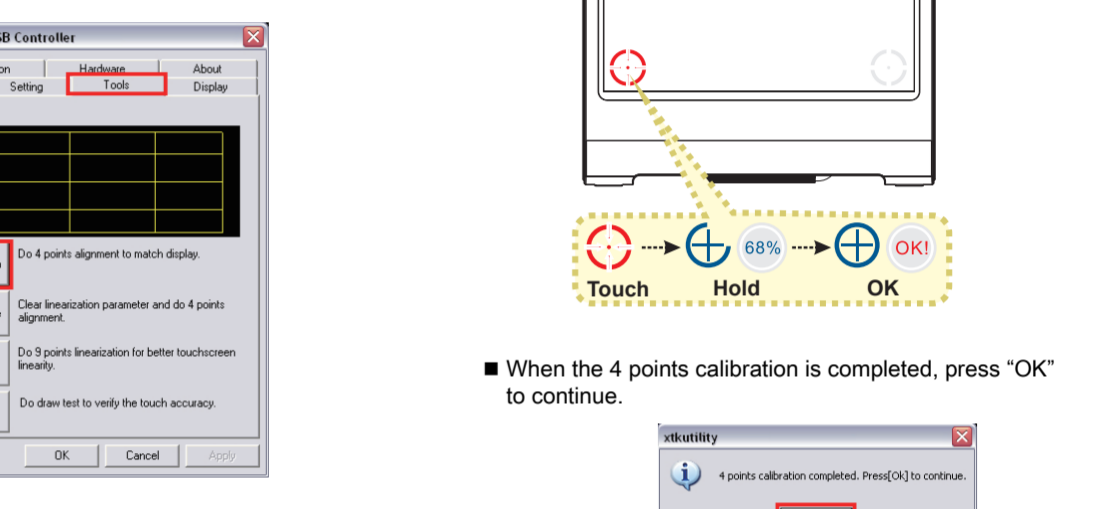 SB Controller
on Hardware About
Setting Tools Display
Do 4 points alignment to match display.
Clear linearization parameter and do 4 points
alignment.
Do 9 points linearization for better touchscreen
linearity.
Do draw test to verify the touch accuracy.
OK Cancel Apply
68% OK!
Touch Hold OK
■ When the 4 points calibration is completed, press “OK”
to continue.
xtkutility
4 points calibration completed. Press[Ok] to continue.